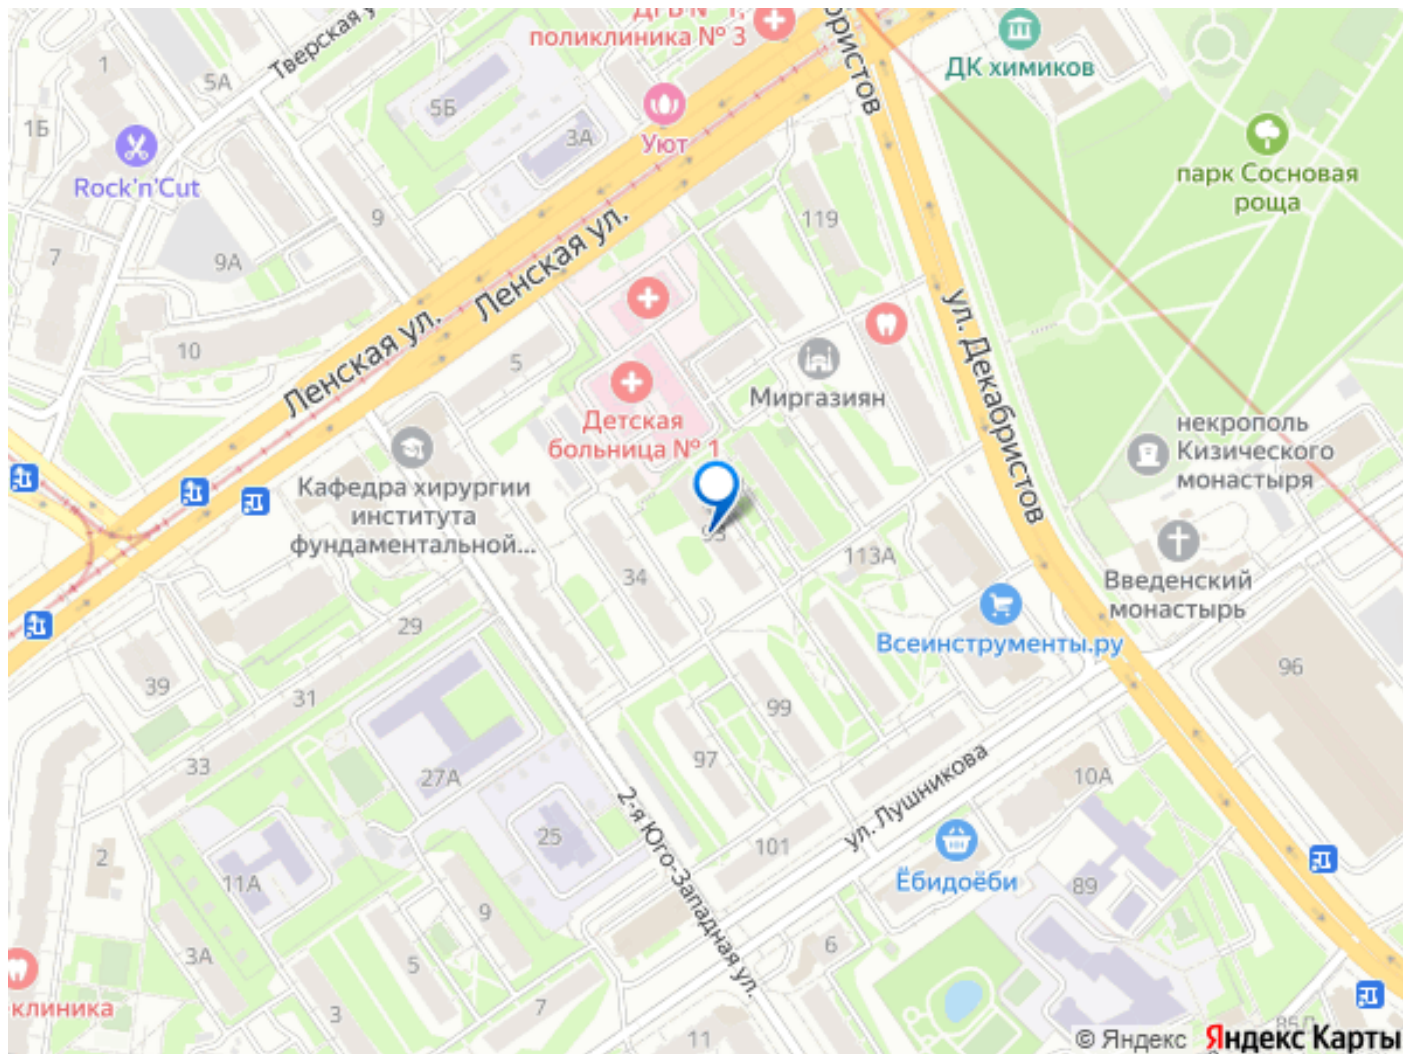 поликлиника № 3
Тверская у
ористов
ДК химиков
1
5А
5Б
1Б
3А
Уют
Rock'n'Cut
парк Сосновая
роща
9
119
7
9А
Ленская ул.
Ленская ул.
ул. Декабристов
10
5
Миргазиян
Детская
больница № 1
некрополь
Кизического
монастыря
Кафедра хирургии
института
фундаментальной...
34
113А
Введенский
монастырь
29
Всеинструменты.ру
39
31
96
99
33
27А
97
10А
2-я Юго-Западная ул.
ул. Лушникова
25
101
2
11А
Ёбидоёби
89
9
3А
5
6
клиника
3
7
11
85Д
© Яндекс Яндекс Карты